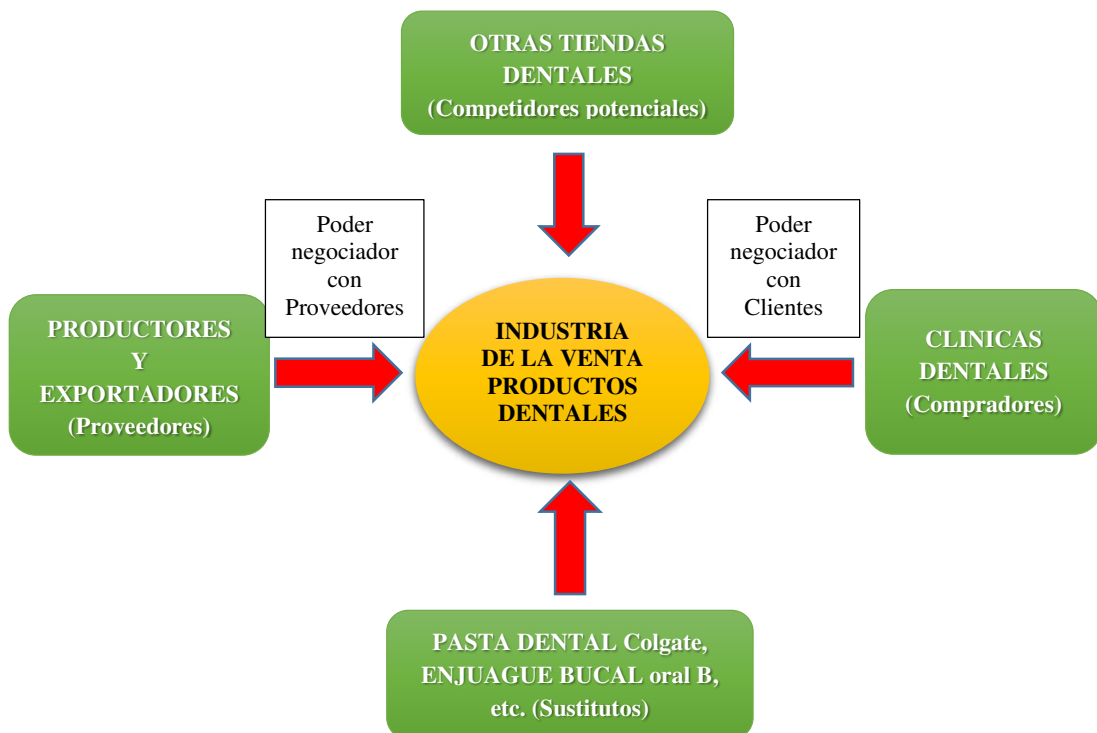 OTRAS TIENDAS
DENTALES
(Competidores potenciales)
Poder
negociador
con
Proveedores
Poder
negociador
con
Clientes
PRODUCTORES
Y
EXPORTADORES
(Proveedores)
INDUSTRIA
DE LA VENTA
PRODUCTOS
DENTALES
CLINICAS
DENTALES
(Compradores)
PASTA DENTAL Colgate,
ENJUAGUE BUCAL oral B,
etc. (Sustitutos)